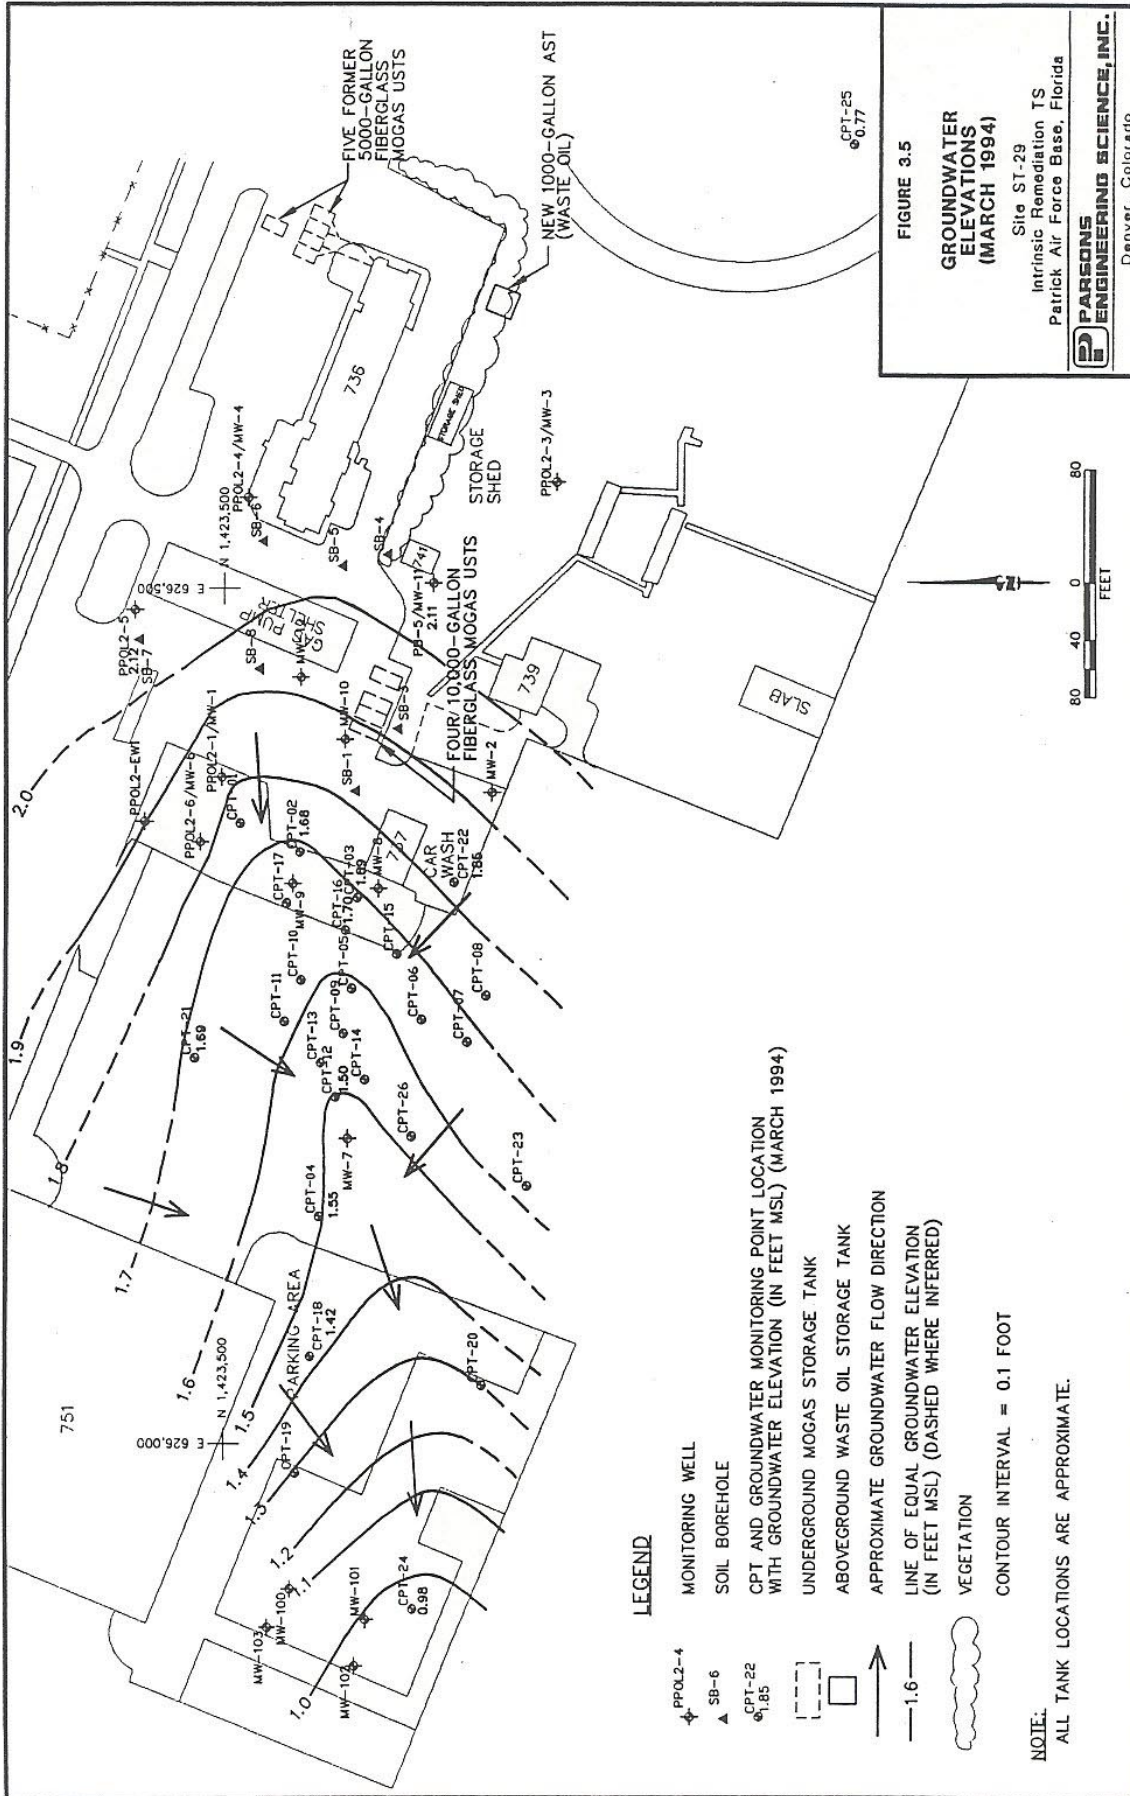 FIVE FORMER
5000-GALLON
FIBERGLASS
MOGAS USTS
NEW 1000-GALLON AST
(WASTE OIL)
CPT-25
0.77
736
STORAGE SHED
STORAGE
SHED
PPOL2-4/MW-4
SB-6
SB-5
SB-4
N 1,423,500
E 626,500
PPOL2-3/MW-3
741
PB-5/MW-11
2.11
PPOL2-5
2.12
SB-7
SB-8
GAS PUMP
SHELTER
FOUR 10,000-GALLON
FIBERGLASS MOGAS USTS
SB-3
739
SLAB
MW-10
SB-1
MW-2
2.0
PPOL2-EW1
PPOL2-6/MW-6
PPOL2-1/MW-1
CPT-01
CPT-02
1.68
CPT-17
MW-9
CPT-03
1.69
CPT-16
1.70
MW-8
737
CAR
WASH
CPT-22
1.85
CPT-15
CPT-10
CPT-05
CPT-11
CPT-09
CPT-06
CPT-08
CPT-07
CPT-13
CPT-12
1.50
CPT-14
CPT-21
1.69
1.9
1.8
CPT-26
CPT-23
MW-7
CPT-04
1.55
1.7
PARKING AREA
CPT-18
1.42
CPT-20
1.6
751
N 1,423,500
E 626,000
1.5
1.4
CPT-19
1.3
1.2
1.1
MW-100
MW-103
MW-101
MW-102
CPT-24
0.98
1.0
LEGEND
PPOL2-4
MONITORING WELL
SB-6
SOIL BOREHOLE
CPT-22
1.85
CPT AND GROUNDWATER MONITORING POINT LOCATION
WITH GROUNDWATER ELEVATION (IN FEET MSL) (MARCH 1994)
UNDERGROUND MOGAS STORAGE TANK
ABOVEGROUND WASTE OIL STORAGE TANK
APPROXIMATE GROUNDWATER FLOW DIRECTION
1.6
LINE OF EQUAL GROUNDWATER ELEVATION
(IN FEET MSL) (DASHED WHERE INFERRED)
VEGETATION
CONTOUR INTERVAL = 0.1 FOOT
NOTE:
ALL TANK LOCATIONS ARE APPROXIMATE.
80 40 0 80
FEET
FIGURE 3.5
GROUNDWATER
ELEVATIONS
(MARCH 1994)
Site ST-29
Intrinsic Remediation TS
Patrick Air Force Base, Florida
PARSONS
ENGINEERING SCIENCE, INC.
Denver, Colorado